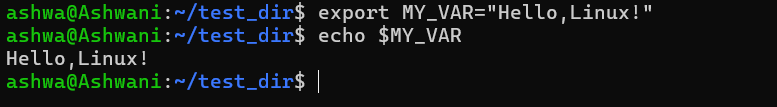 ashwa@Ashwani:~/test_dir$ export MY_VAR="Hello,Linux!"
ashwa@Ashwani:~/test_dir$ echo $MY_VAR
Hello,Linux!
ashwa@Ashwani:~/test_dir$